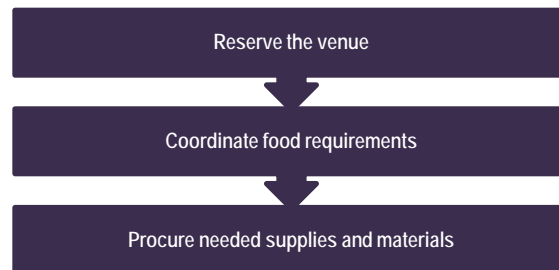 Reserve the venue
Coordinate food requirements
Procure needed supplies and materials